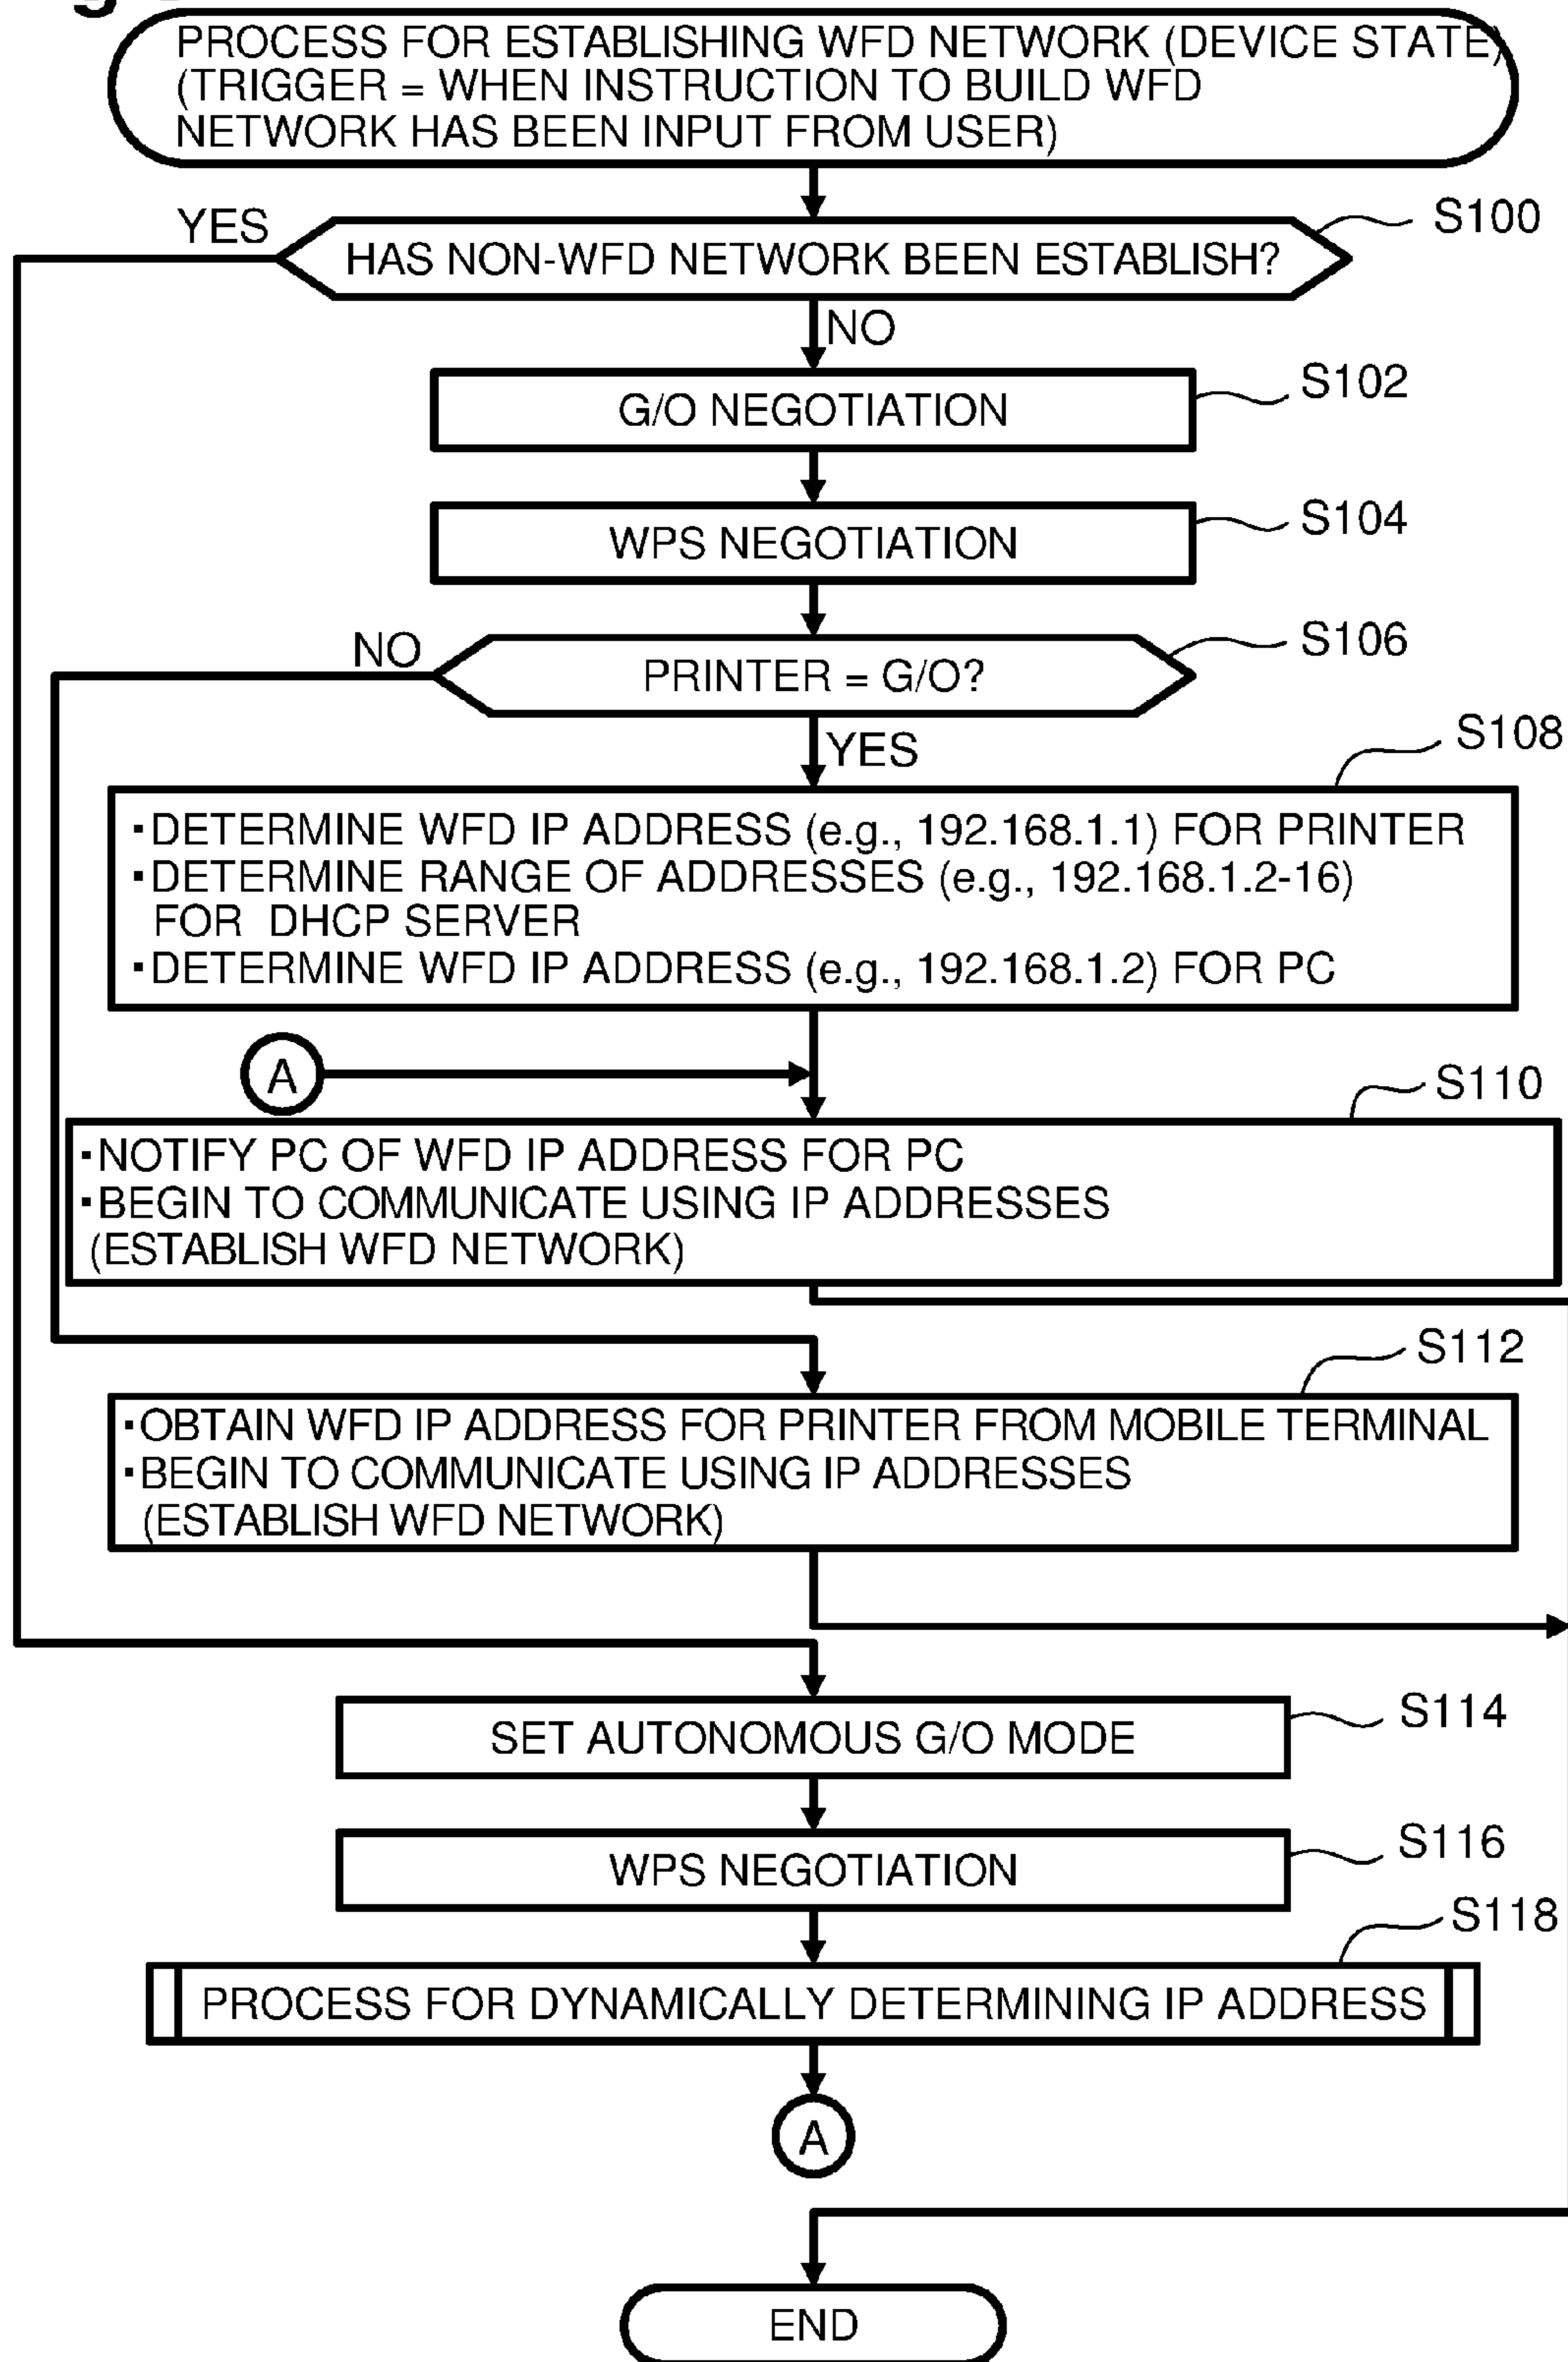 PROCESS FOR ESTABLISHING WFD NETWORK (DEVICE STATE)
(TRIGGER = WHEN INSTRUCTION TO BUILD WFD
NETWORK HAS BEEN INPUT FROM USER)
YES
S100
HAS NON-WFD NETWORK BEEN ESTABLISH?
NO
S102
G/O NEGOTIATION
S104
WPS NEGOTIATION
NO
S106
PRINTER = G/O?
YES
S108
▪DETERMINE WFD IP ADDRESS (e.g., 192.168.1.1) FOR PRINTER
▪DETERMINE RANGE OF ADDRESSES (e.g., 192.168.1.2-16)
FOR DHCP SERVER
▪DETERMINE WFD IP ADDRESS (e.g., 192.168.1.2) FOR PC
A
S110
▪NOTIFY PC OF WFD IP ADDRESS FOR PC
▪BEGIN TO COMMUNICATE USING IP ADDRESSES
(ESTABLISH WFD NETWORK)
S112
▪OBTAIN WFD IP ADDRESS FOR PRINTER FROM MOBILE TERMINAL
▪BEGIN TO COMMUNICATE USING IP ADDRESSES
(ESTABLISH WFD NETWORK)
S114
SET AUTONOMOUS G/O MODE
S116
WPS NEGOTIATION
S118
PROCESS FOR DYNAMICALLY DETERMINING IP ADDRESS
A
END